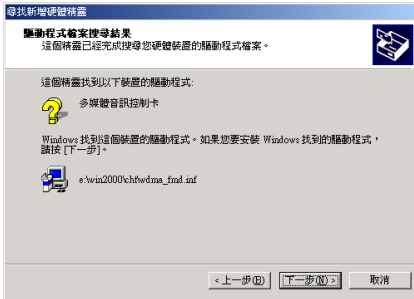 尋找新增硬體精靈
驅動程式檔案搜尋結果
這個精靈已經完成搜尋您硬體裝置的驅動程式檔案。
這個精靈找到以下裝置的驅動程式:
多媒體音訊控制卡
Windows 找到這個裝置的驅動程式。如果您要安裝 Windows 找到的驅動程式，
請按 [下一步]。
e:\win2000\cht\wdma_fmd.inf
<上一步(B)
下一步(N)>
取消